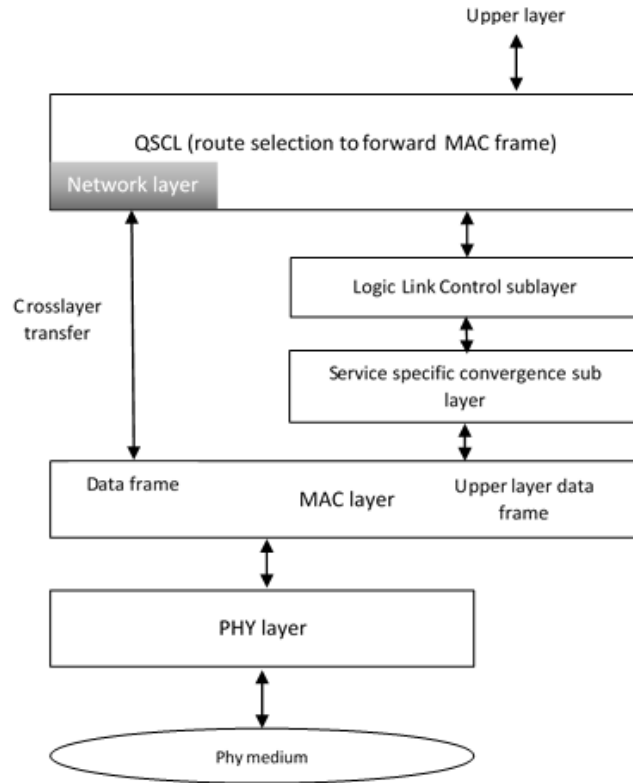 Upper layer
QSCL (route selection to forward MAC frame)
Network layer
Logic Link Control sublayer
Crosslayer
transfer
Service specific convergence sub
layer
Data frame
MAC layer
Upper layer data
frame
PHY layer
Phy medium